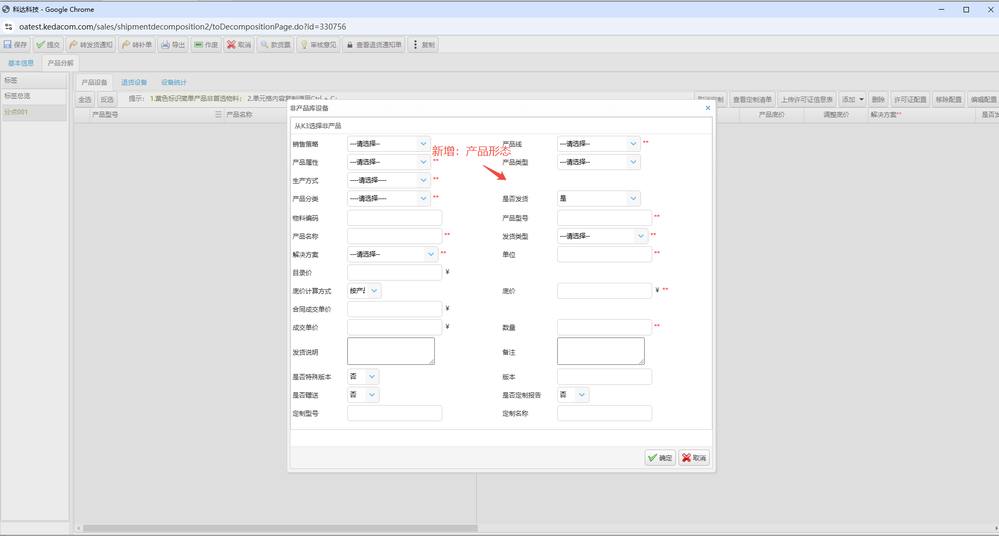 科达科技 - Google Chrome
oatest.kedacom.com/sales/shipmentdecomposition2/toDecompositionPage.do?id=330756
保存 提交 转发货通知 转补单 导出 作废 取消 款货票 审核意见 查看退货通知单 复制
基本信息 产品分解
标签
标签总览
分点001
产品设备 退货设备 设备统计
全选 反选 提示： 1.黄色标识简单产品非首选物料； 2.单元格内容复制使用Ctrl + C； 取消定制 查看定制清单 上传许可证信息表 添加 删除 许可证配置 移除配置 编辑配置
产品型号 产品名称 产品底价 调整底价 解决方案** 是否发
非产品库设备
从K3选择非产品
销售策略 ---请选择-- 产品线 ---请选择-- **
新增：产品形态
产品属性 ---请选择-- ** 产品类型 ---请选择--
生产方式 ----请选择---- **
产品分类 ----请选择---- ** 是否发货 是
物料编码 产品型号 **
产品名称 ** 发货类型 ---请选择-- **
解决方案 ---请选择-- ** 单位 **
目录价 ¥
底价计算方式 按产 底价 ¥ **
合同成交单价 ¥
成交单价 ¥ 数量 **
发货说明 备注
是否特殊版本 否 版本
是否赠送 否 是否定制报告 否
定制型号 定制名称
确定 取消